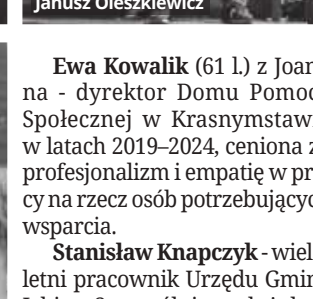 Janusz Oleszkiewicz
Ewa Kowalik (61 l.) z Joan
na - dyrektor Domu Pomoc
Społecznej w Krasnymstawi
w latach 2019–2024, ceniona z
profesjonalizm i empatię w pr
cy na rzecz osób potrzebującyc
wsparcia.
Stanisław Knapczyk - wiel
letni pracownik Urzędu Gmin